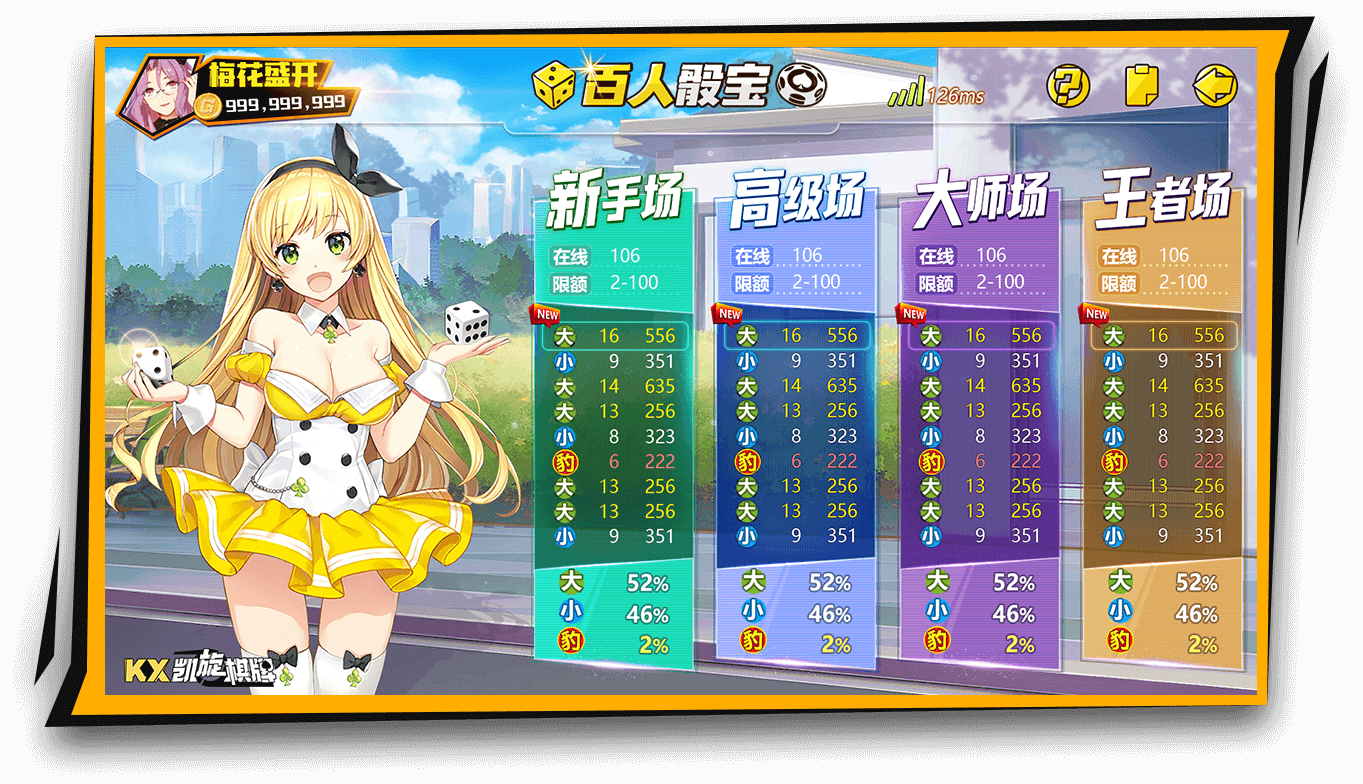 梅花盛开
G 999,999,999
百人骰宝
126ms
?
新手场
在线 106
限额 2-100
NEW
大 16 556
小 9 351
大 14 635
大 13 256
小 8 323
豹 6 222
大 13 256
大 13 256
小 9 351
大 52%
小 46%
豹 2%
高级场
在线 106
限额 2-100
NEW
大 16 556
小 9 351
大 14 635
大 13 256
小 8 323
豹 6 222
大 13 256
大 13 256
小 9 351
大 52%
小 46%
豹 2%
大师场
在线 106
限额 2-100
NEW
大 16 556
小 9 351
大 14 635
大 13 256
小 8 323
豹 6 222
大 13 256
大 13 256
小 9 351
大 52%
小 46%
豹 2%
王者场
在线 106
限额 2-100
NEW
大 16 556
小 9 351
大 14 635
大 13 256
小 8 323
豹 6 222
大 13 256
大 13 256
小 9 351
大 52%
小 46%
豹 2%
KX 凯旋棋牌